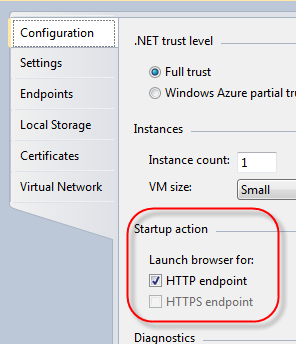 Configuration
Settings
Endpoints
Local Storage
Certificates
Virtual Network
.NET trust level
Full trust
Windows Azure partial
Instances
Instance count: 1
VM size: Small
Startup action
Launch browser for:
HTTP endpoint
HTTPS endpoint
Diagnostics